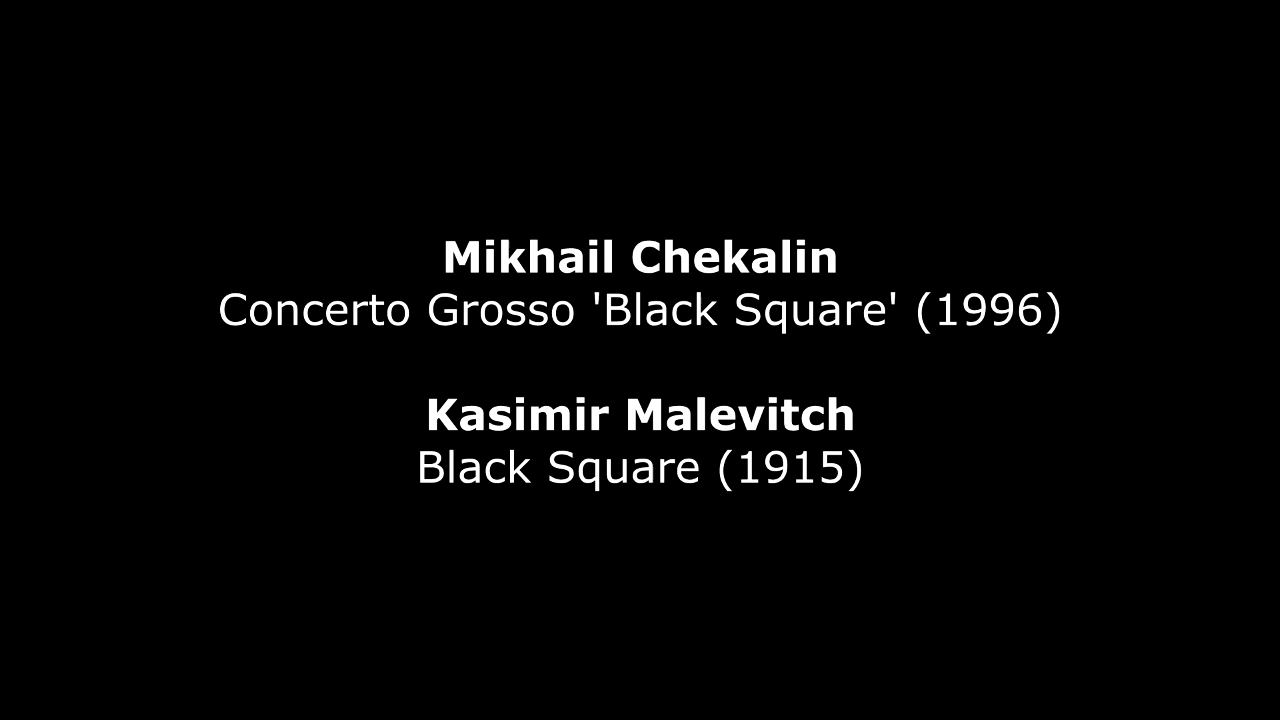 Mikhail Chekalin
Concerto Grosso 'Black Square' (1996)
Kasimir Malevitch
Black Square (1915)